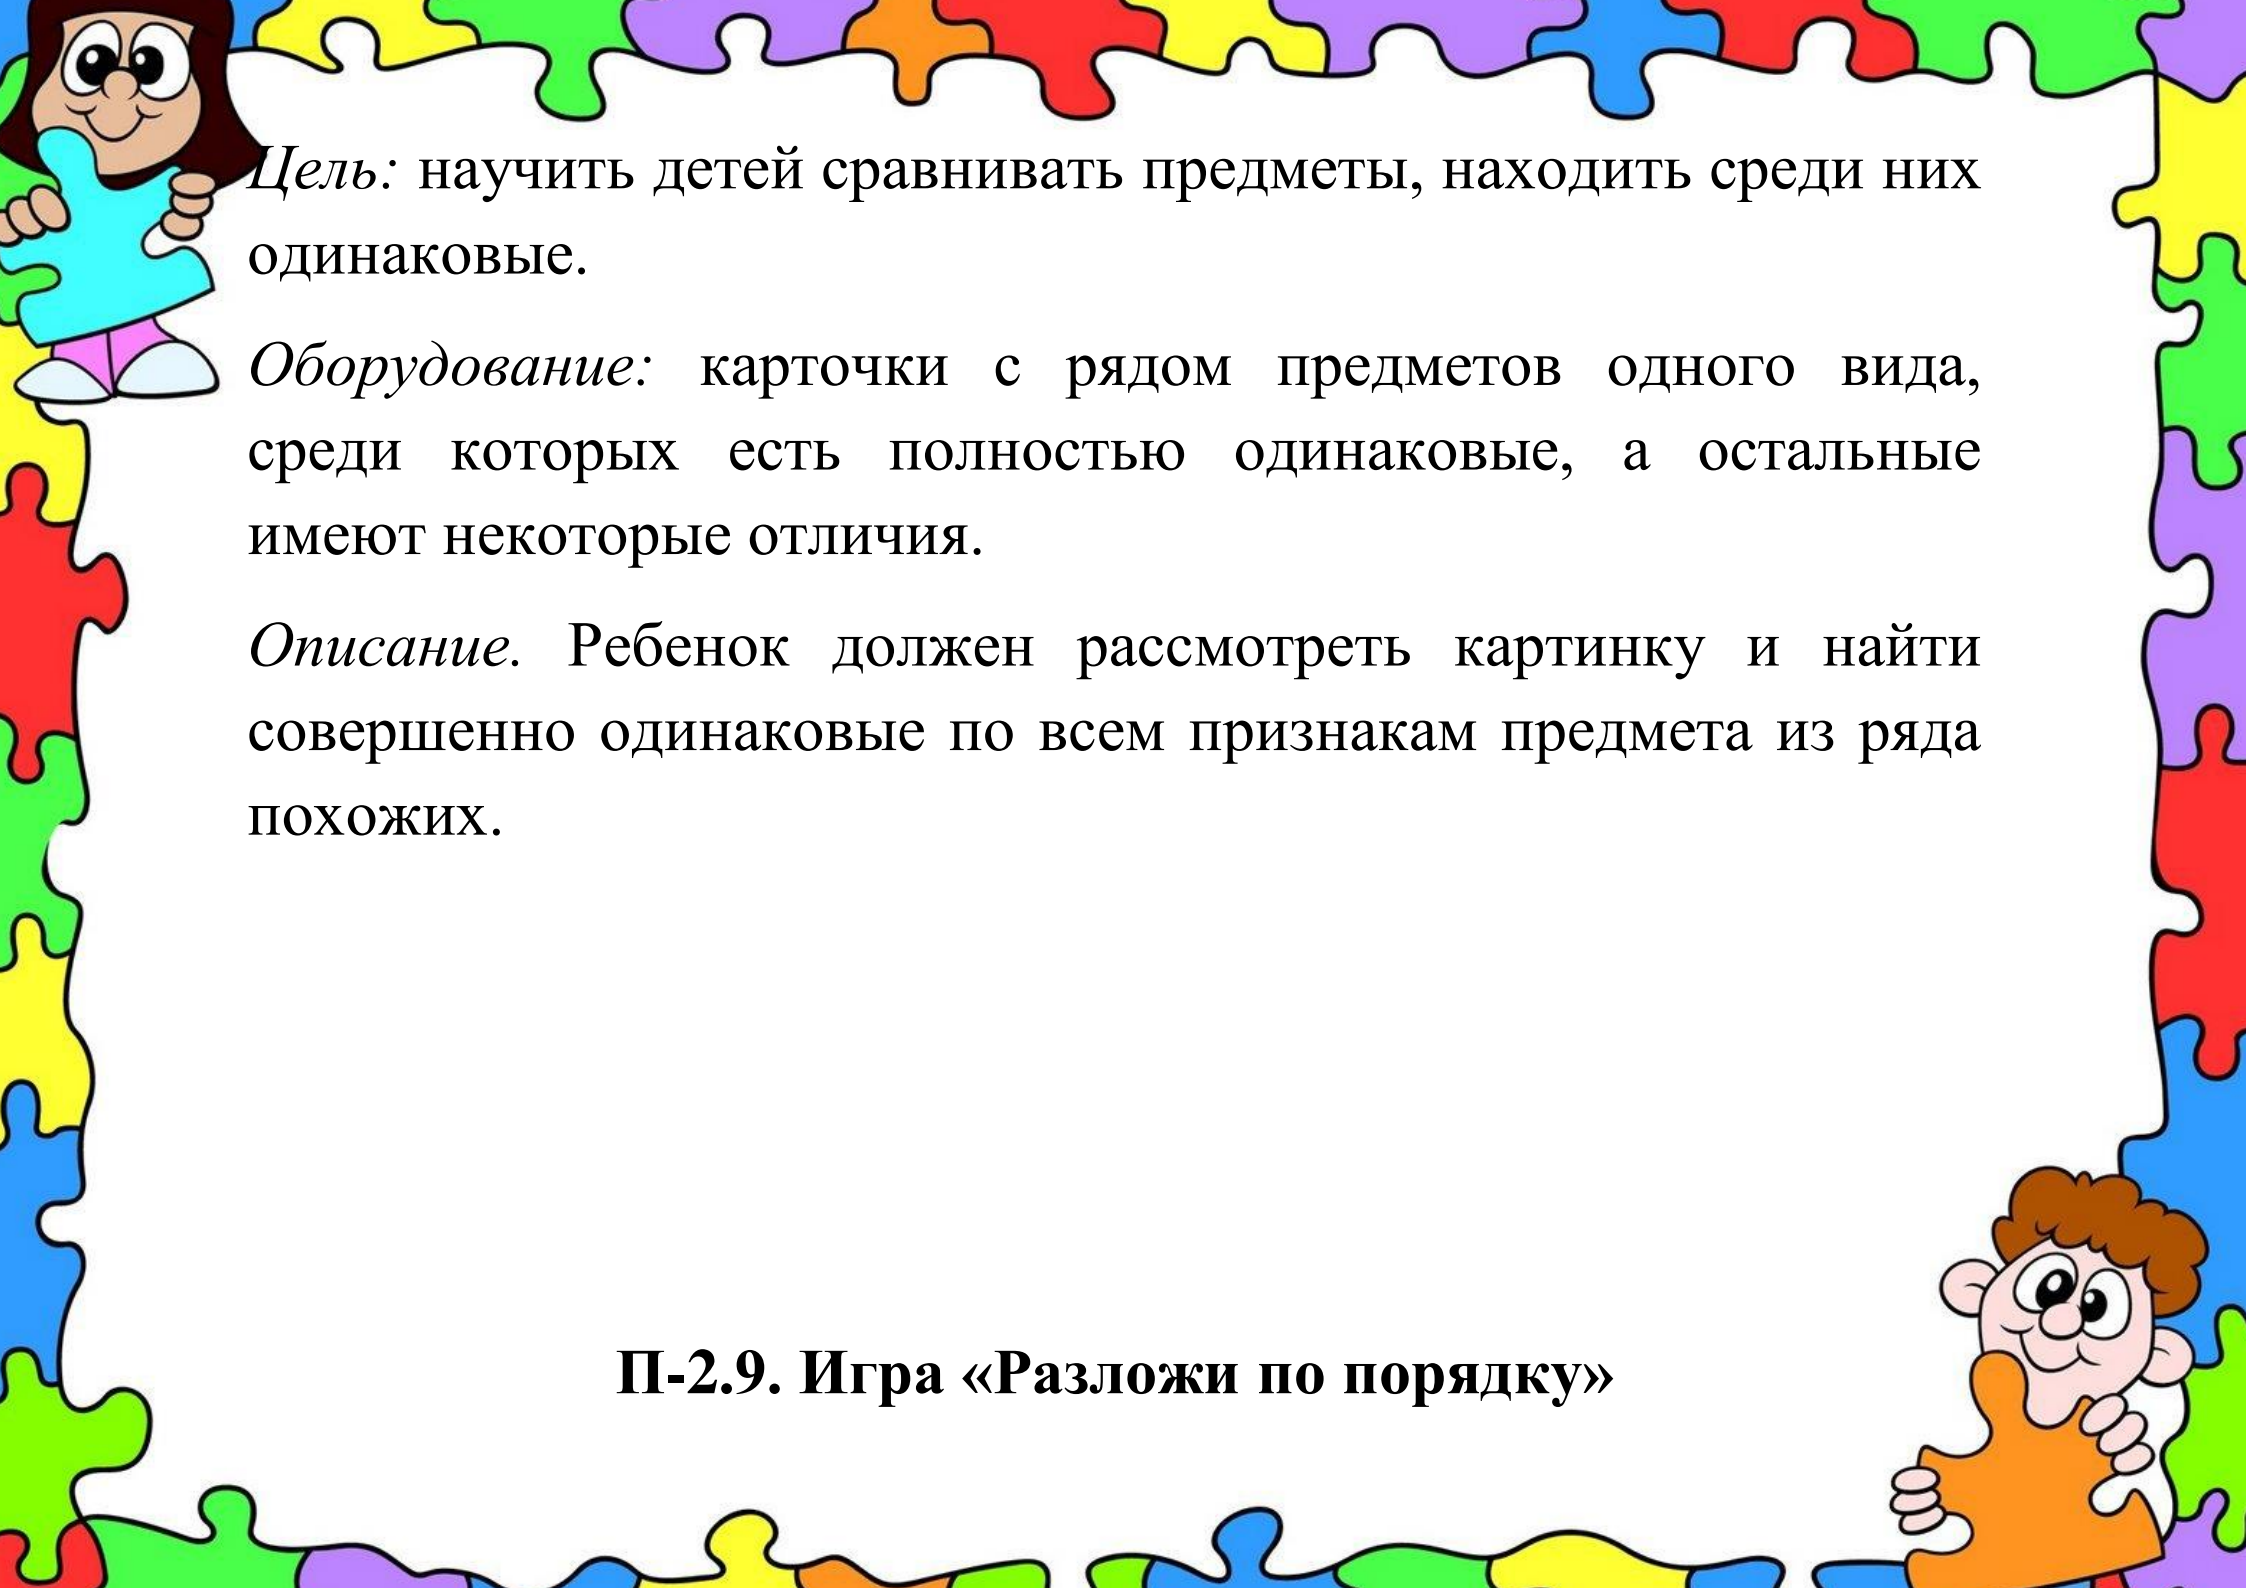 Цель: научить детей сравнивать предметы, находить среди них
одинаковые.
Оборудование: карточки с рядом предметов одного вида,
среди которых есть полностью одинаковые, а остальные
имеют некоторые отличия.
Описание. Ребенок должен рассмотреть картинку и найти
совершенно одинаковые по всем признакам предмета из ряда
похожих.
П-2.9. Игра «Разложи по порядку»